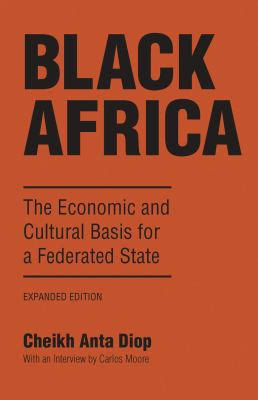 BLACK
AFRICA
The Economic and
Cultural Basis for
a Federated State
EXPANDED EDITION
Cheikh Anta Diop
With an Interview by Carlos Moore